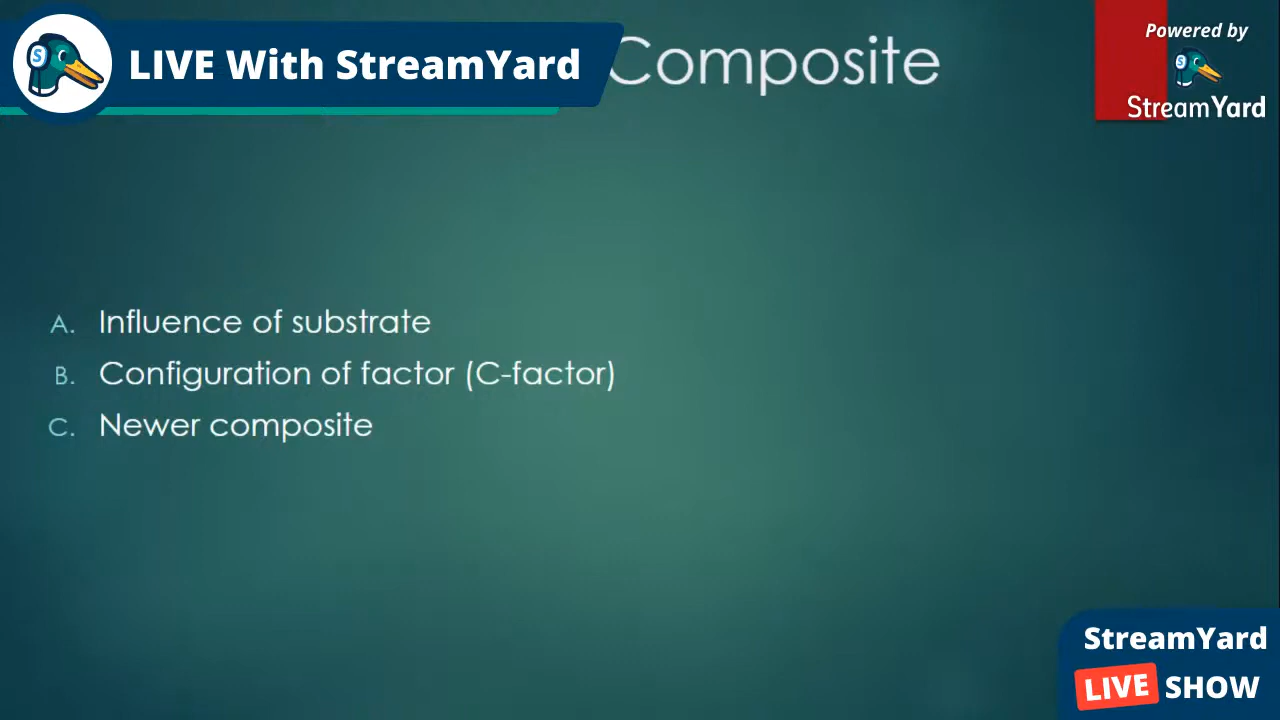 LIVE With StreamYard
Composite
Powered by
StreamYard
A. Influence of substrate
B. Configuration of factor (C-factor)
C. Newer composite
StreamYard
LIVE SHOW